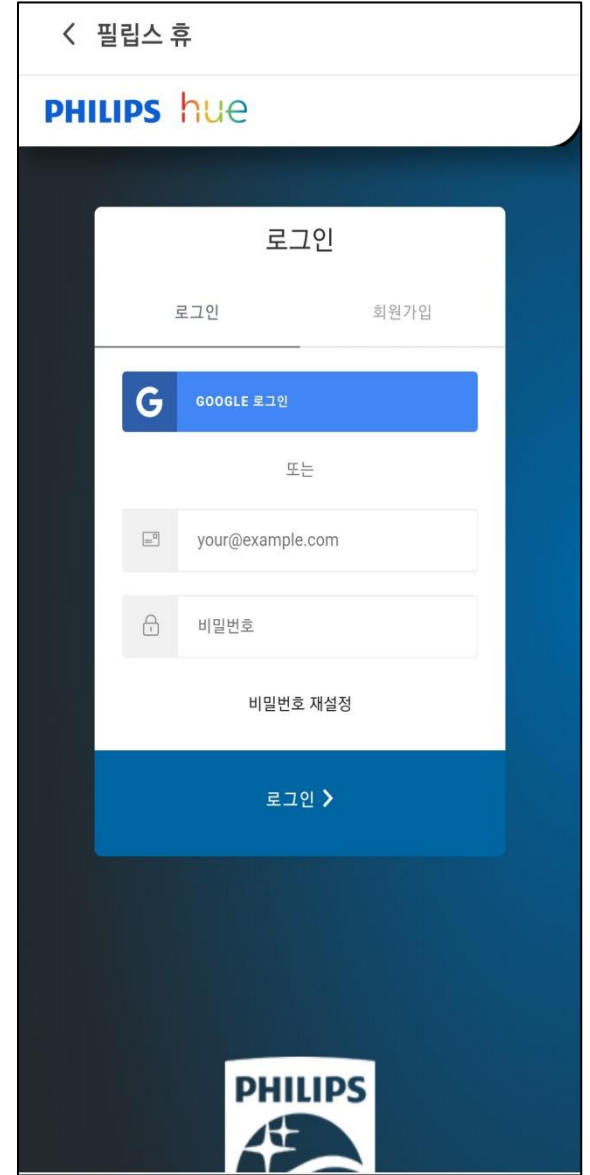 필립스 휴
PHILIPS hue
로그인
로그인 회원가입
G GOOGLE 로그인
또는
your@example.com
비밀번호
비밀번호 재설정
로그인
PHILIPS